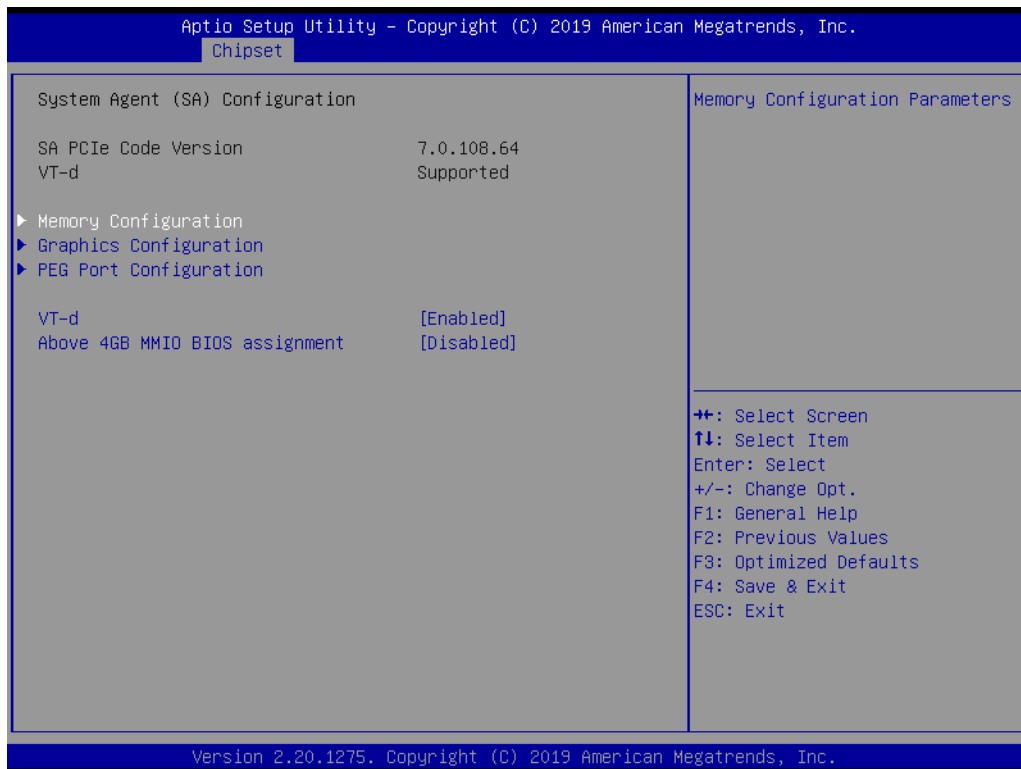 Aptio Setup Utility – Copyright (C) 2019 American Megatrends, Inc.
Chipset
System Agent (SA) Configuration
SA PCIe Code Version 7.0.108.64
VT-d Supported
▶ Memory Configuration
▶ Graphics Configuration
▶ PEG Port Configuration
VT-d [Enabled]
Above 4GB MMIO BIOS assignment [Disabled]
Memory Configuration Parameters
→←: Select Screen
↑↓: Select Item
Enter: Select
+/-: Change Opt.
F1: General Help
F2: Previous Values
F3: Optimized Defaults
F4: Save & Exit
ESC: Exit
Version 2.20.1275. Copyright (C) 2019 American Megatrends, Inc.